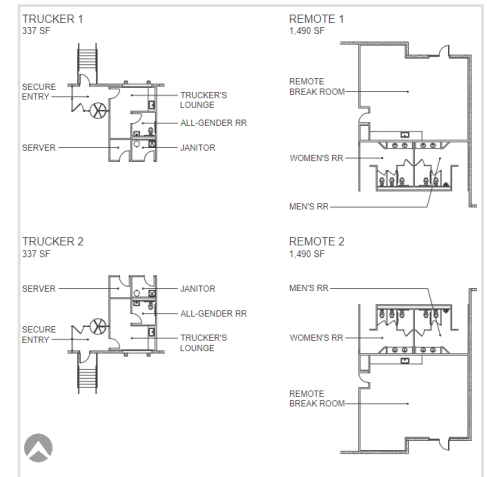 TRUCKER 1
337 SF
SECURE
ENTRY
TRUCKER'S
LOUNGE
ALL-GENDER RR
SERVER
JANITOR
REMOTE 1
1,490 SF
REMOTE
BREAK ROOM
WOMEN'S RR
MEN'S RR
TRUCKER 2
337 SF
SERVER
JANITOR
ALL-GENDER RR
SECURE
ENTRY
TRUCKER'S
LOUNGE
REMOTE 2
1,490 SF
MEN'S RR
WOMEN'S RR
REMOTE
BREAK ROOM